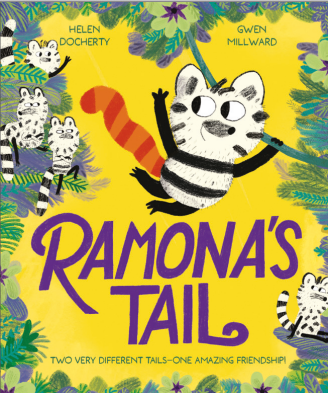 HELEN
DOCHERTY
GWEN
MILLWARD
RAMONA'S
TAIL
TWO VERY DIFFERENT TAILS–ONE AMAZING FRIENDSHIP!